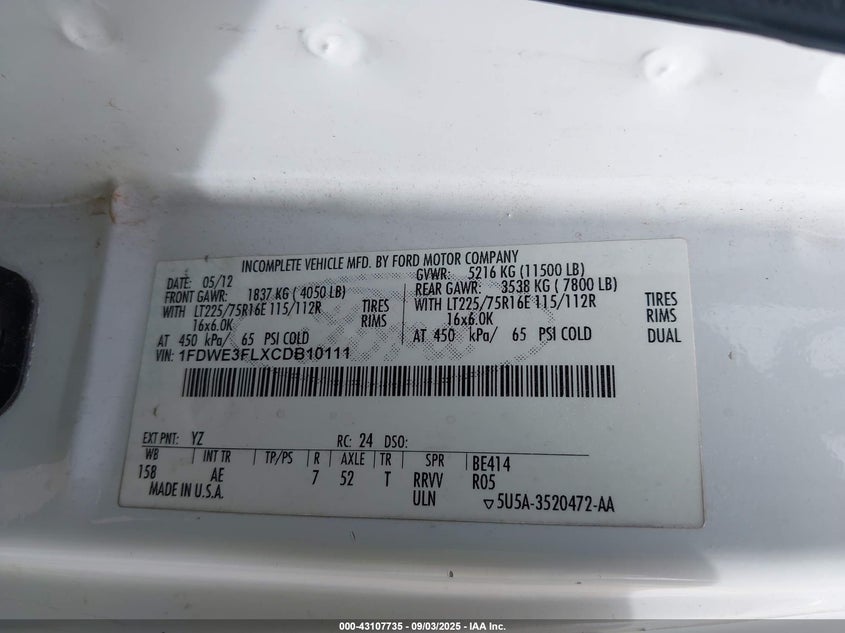 INCOMPLETE VEHICLE MFD. BY FORD MOTOR COMPANY
DATE: 05/12 GVWR: 5216 KG (11500 LB)
FRONT GAWR: 1837 KG ( 4050 LB) REAR GAWR: 3538 KG ( 7800 LB)
WITH LT225/75R16E 115/112R TIRES WITH LT225/75R16E 115/112R TIRES
16x6.0K RIMS 16x6.0K RIMS
AT 450 kPa/ 65 PSI COLD AT 450 kPa/ 65 PSI COLD DUAL
VIN: 1FDWE3FLXCDB10111
EXT PNT: YZ RC: 24 DSO:
WB INT TR TP/PS R AXLE TR SPR BE414
158 AE 7 52 T RRVV R05
MADE IN U.S.A. ULN ▽5U5A-3520472-AA
000-43107735 - 09/03/2025 - IAA Inc.